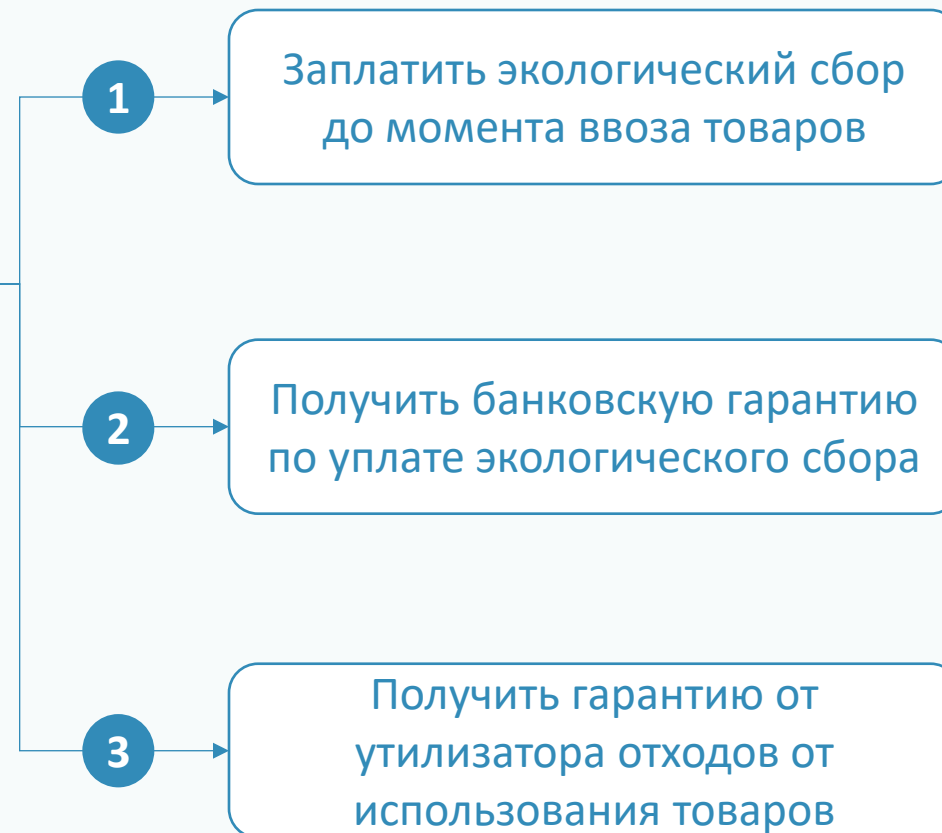 1
Заплатить экологический сбор
до момента ввоза товаров
2
Получить банковскую гарантию
по уплате экологического сбора
3
Получить гарантию от
утилизатора отходов от
использования товаров